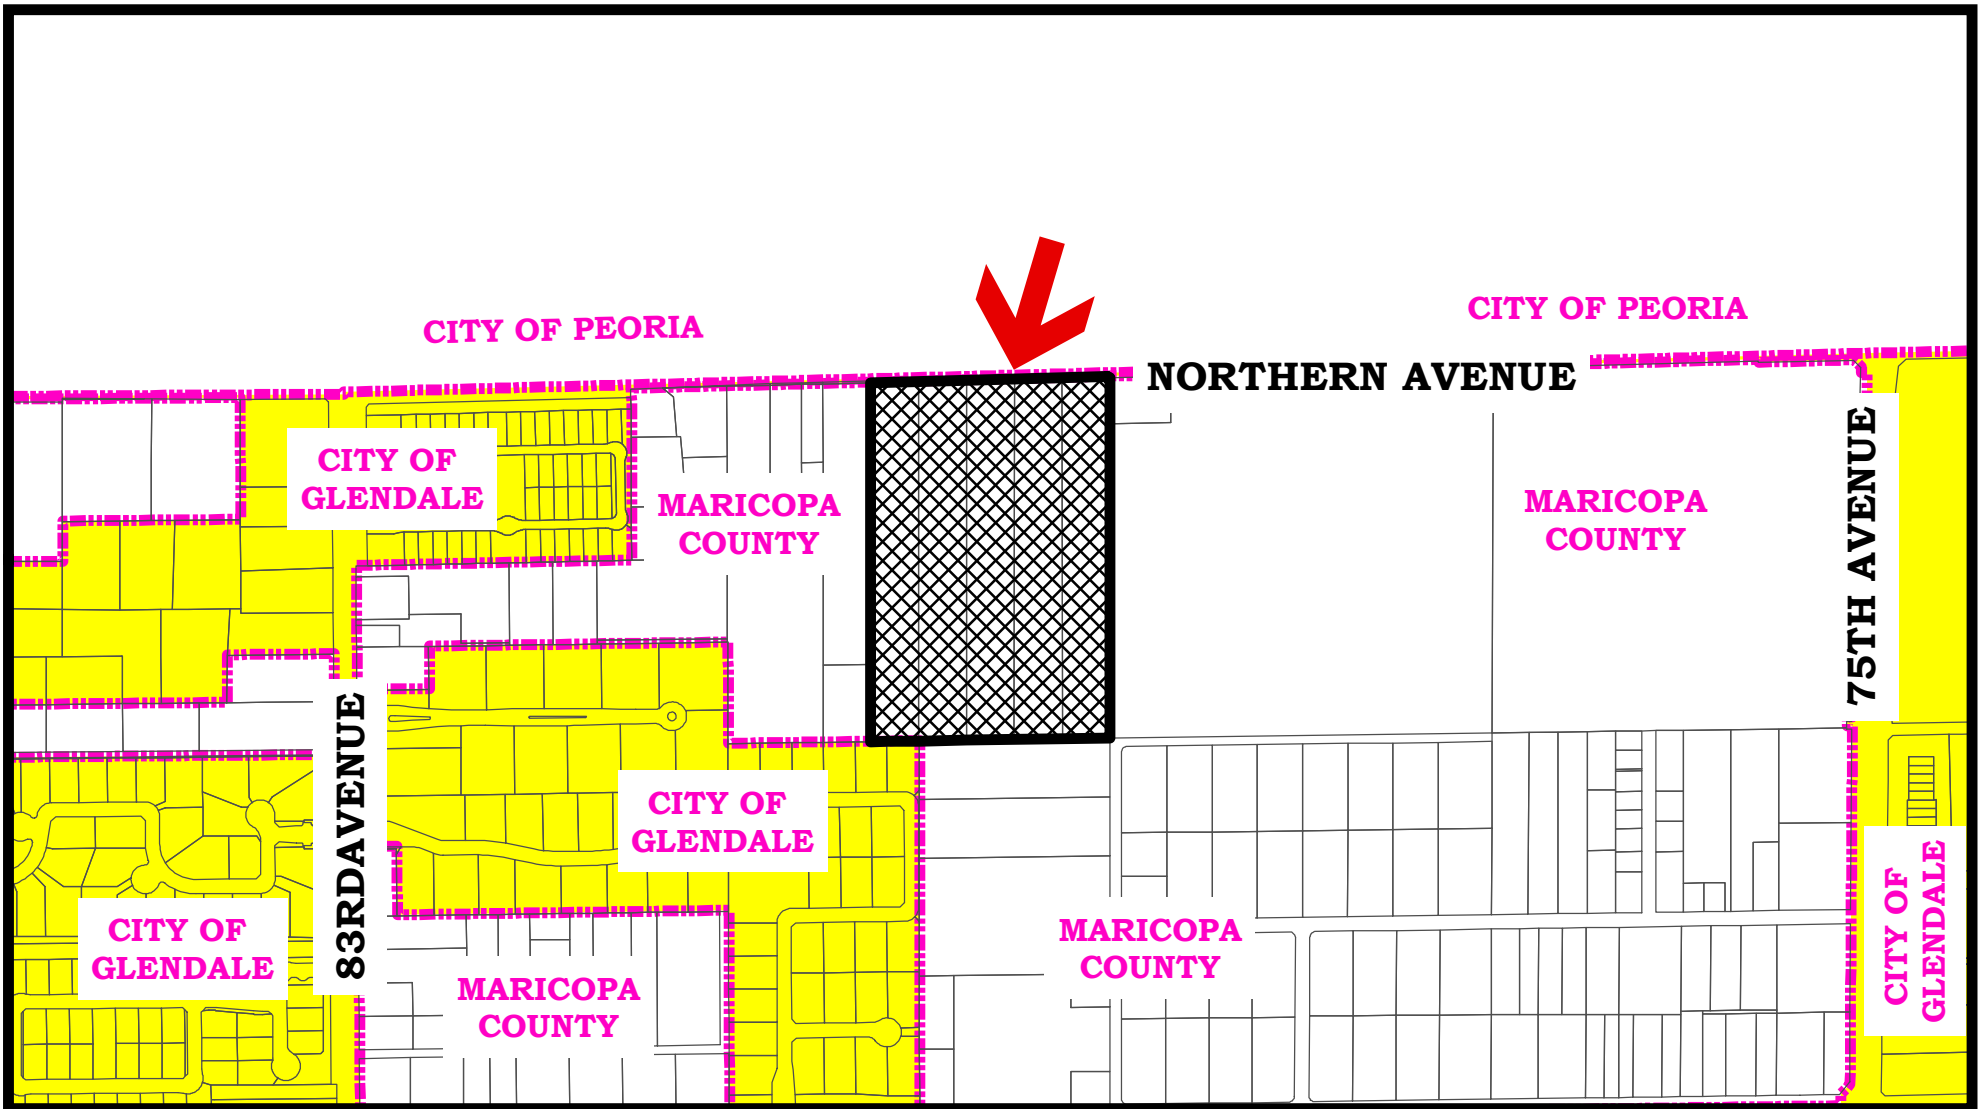 CITY OF PEORIA
CITY OF PEORIA
NORTHERN AVENUE
CITY OF
GLENDALE
MARICOPA
COUNTY
MARICOPA
COUNTY
75TH AVENUE
83RDAVENUE
CITY OF
GLENDALE
CITY OF
GLENDALE
MARICOPA
COUNTY
MARICOPA
COUNTY
CITY OF
GLENDALE